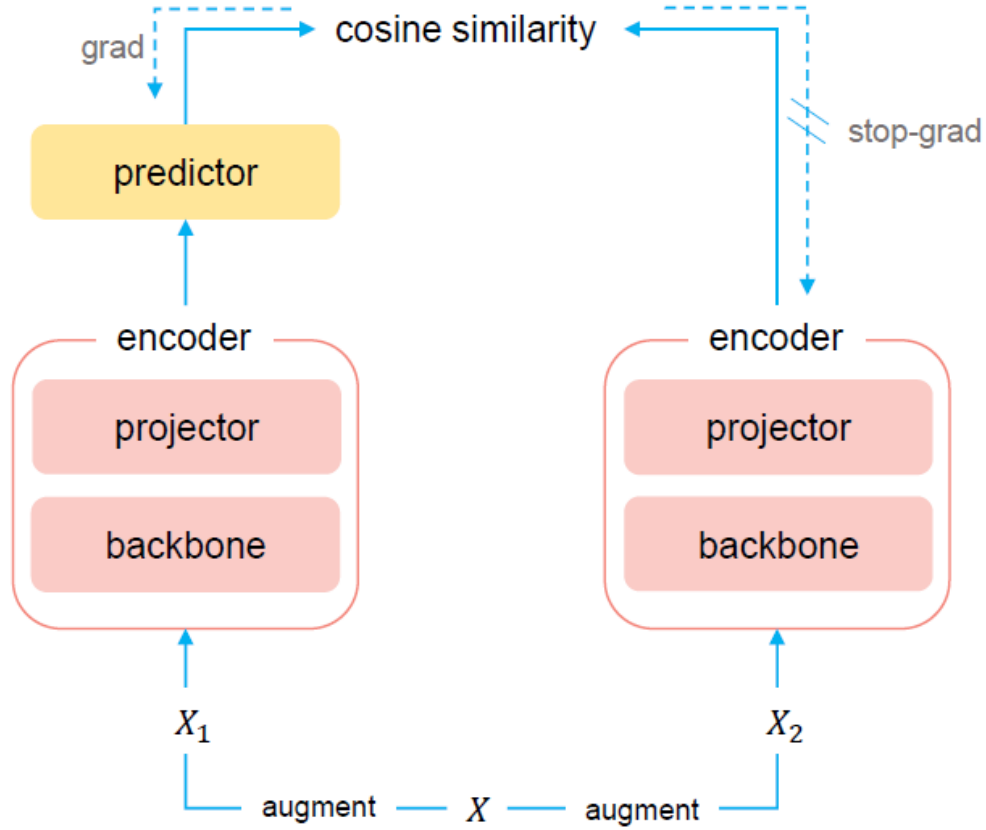 cosine similarity
grad
stop-grad
predictor
encoder
encoder
projector
projector
backbone
backbone
X₁
X₂
augment
X
augment